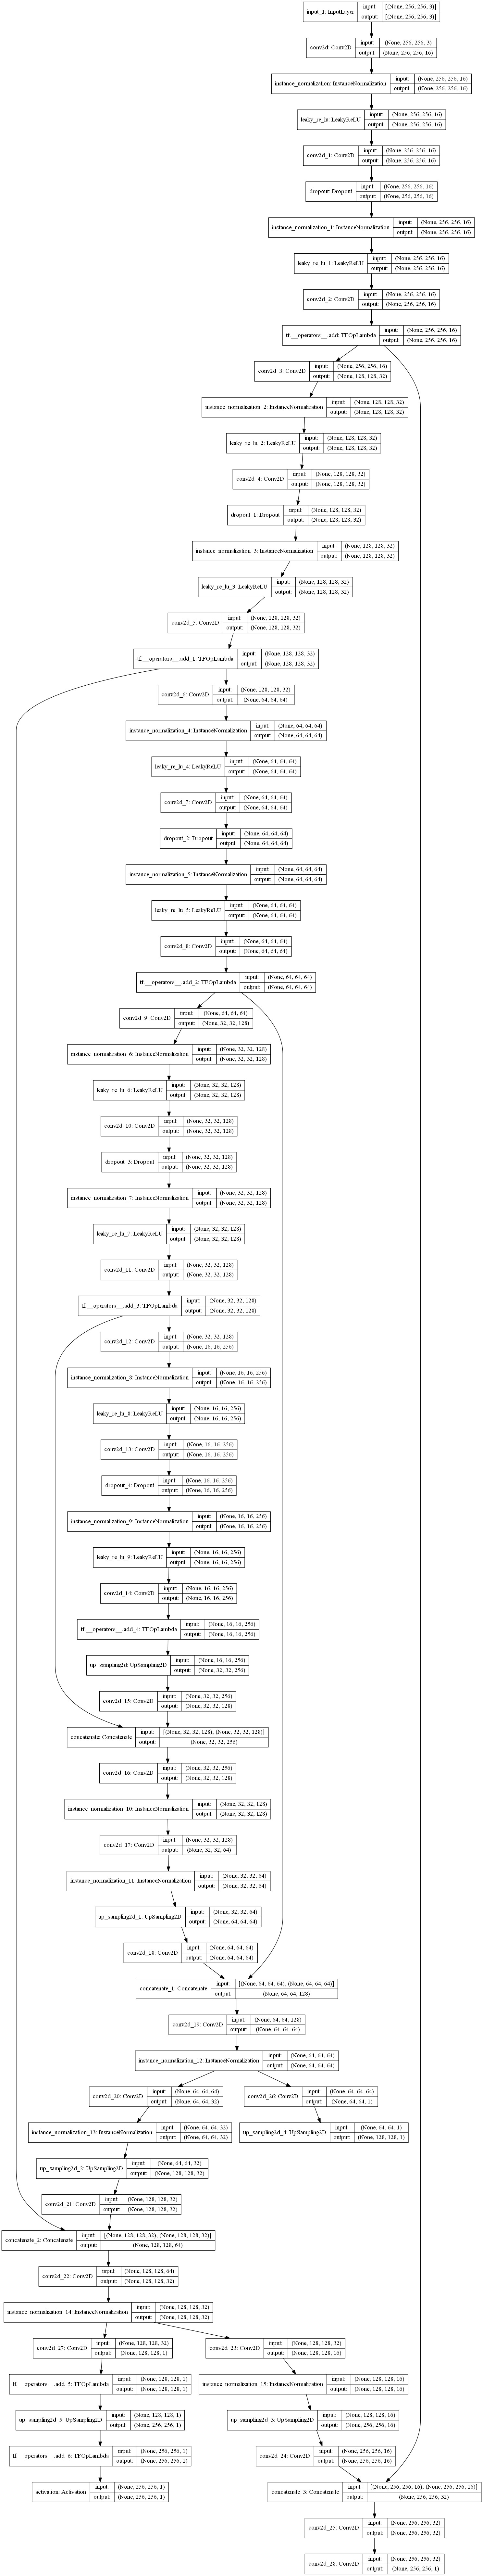 input_1: InputLayer
input: [(None, 256, 256, 3)]
output: [(None, 256, 256, 3)]
conv2d: Conv2D
input: (None, 256, 256, 3)
output: (None, 256, 256, 16)
instance_normalization: InstanceNormalization
input: (None, 256, 256, 16)
output: (None, 256, 256, 16)
leaky_re_lu: LeakyReLU
input: (None, 256, 256, 16)
output: (None, 256, 256, 16)
conv2d_1: Conv2D
input: (None, 256, 256, 16)
output: (None, 256, 256, 16)
dropout: Dropout
input: (None, 256, 256, 16)
output: (None, 256, 256, 16)
instance_normalization_1: InstanceNormalization
input: (None, 256, 256, 16)
output: (None, 256, 256, 16)
leaky_re_lu_1: LeakyReLU
input: (None, 256, 256, 16)
output: (None, 256, 256, 16)
conv2d_2: Conv2D
input: (None, 256, 256, 16)
output: (None, 256, 256, 16)
tf.__operators__.add: TFOpLambda
input: (None, 256, 256, 16)
output: (None, 256, 256, 16)
conv2d_3: Conv2D
input: (None, 256, 256, 16)
output: (None, 128, 128, 32)
instance_normalization_2: InstanceNormalization
input: (None, 128, 128, 32)
output: (None, 128, 128, 32)
leaky_re_lu_2: LeakyReLU
input: (None, 128, 128, 32)
output: (None, 128, 128, 32)
conv2d_4: Conv2D
input: (None, 128, 128, 32)
output: (None, 128, 128, 32)
dropout_1: Dropout
input: (None, 128, 128, 32)
output: (None, 128, 128, 32)
instance_normalization_3: InstanceNormalization
input: (None, 128, 128, 32)
output: (None, 128, 128, 32)
leaky_re_lu_3: LeakyReLU
input: (None, 128, 128, 32)
output: (None, 128, 128, 32)
conv2d_5: Conv2D
input: (None, 128, 128, 32)
output: (None, 128, 128, 32)
tf.__operators__.add_1: TFOpLambda
input: (None, 128, 128, 32)
output: (None, 128, 128, 32)
conv2d_6: Conv2D
input: (None, 128, 128, 32)
output: (None, 64, 64, 64)
instance_normalization_4: InstanceNormalization
input: (None, 64, 64, 64)
output: (None, 64, 64, 64)
leaky_re_lu_4: LeakyReLU
input: (None, 64, 64, 64)
output: (None, 64, 64, 64)
conv2d_7: Conv2D
input: (None, 64, 64, 64)
output: (None, 64, 64, 64)
dropout_2: Dropout
input: (None, 64, 64, 64)
output: (None, 64, 64, 64)
instance_normalization_5: InstanceNormalization
input: (None, 64, 64, 64)
output: (None, 64, 64, 64)
leaky_re_lu_5: LeakyReLU
input: (None, 64, 64, 64)
output: (None, 64, 64, 64)
conv2d_8: Conv2D
input: (None, 64, 64, 64)
output: (None, 64, 64, 64)
tf.__operators__.add_2: TFOpLambda
input: (None, 64, 64, 64)
output: (None, 64, 64, 64)
conv2d_9: Conv2D
input: (None, 64, 64, 64)
output: (None, 32, 32, 128)
instance_normalization_6: InstanceNormalization
input: (None, 32, 32, 128)
output: (None, 32, 32, 128)
leaky_re_lu_6: LeakyReLU
input: (None, 32, 32, 128)
output: (None, 32, 32, 128)
conv2d_10: Conv2D
input: (None, 32, 32, 128)
output: (None, 32, 32, 128)
dropout_3: Dropout
input: (None, 32, 32, 128)
output: (None, 32, 32, 128)
instance_normalization_7: InstanceNormalization
input: (None, 32, 32, 128)
output: (None, 32, 32, 128)
leaky_re_lu_7: LeakyReLU
input: (None, 32, 32, 128)
output: (None, 32, 32, 128)
conv2d_11: Conv2D
input: (None, 32, 32, 128)
output: (None, 32, 32, 128)
tf.__operators__.add_3: TFOpLambda
input: (None, 32, 32, 128)
output: (None, 32, 32, 128)
conv2d_12: Conv2D
input: (None, 32, 32, 128)
output: (None, 16, 16, 256)
instance_normalization_8: InstanceNormalization
input: (None, 16, 16, 256)
output: (None, 16, 16, 256)
leaky_re_lu_8: LeakyReLU
input: (None, 16, 16, 256)
output: (None, 16, 16, 256)
conv2d_13: Conv2D
input: (None, 16, 16, 256)
output: (None, 16, 16, 256)
dropout_4: Dropout
input: (None, 16, 16, 256)
output: (None, 16, 16, 256)
instance_normalization_9: InstanceNormalization
input: (None, 16, 16, 256)
output: (None, 16, 16, 256)
leaky_re_lu_9: LeakyReLU
input: (None, 16, 16, 256)
output: (None, 16, 16, 256)
conv2d_14: Conv2D
input: (None, 16, 16, 256)
output: (None, 16, 16, 256)
tf.__operators__.add_4: TFOpLambda
input: (None, 16, 16, 256)
output: (None, 16, 16, 256)
up_sampling2d: UpSampling2D
input: (None, 16, 16, 256)
output: (None, 32, 32, 256)
conv2d_15: Conv2D
input: (None, 32, 32, 256)
output: (None, 32, 32, 128)
concatenate: Concatenate
input: [(None, 32, 32, 128), (None, 32, 32, 128)]
output: (None, 32, 32, 256)
conv2d_16: Conv2D
input: (None, 32, 32, 256)
output: (None, 32, 32, 128)
instance_normalization_10: InstanceNormalization
input: (None, 32, 32, 128)
output: (None, 32, 32, 128)
conv2d_17: Conv2D
input: (None, 32, 32, 128)
output: (None, 32, 32, 64)
instance_normalization_11: InstanceNormalization
input: (None, 32, 32, 64)
output: (None, 32, 32, 64)
up_sampling2d_1: UpSampling2D
input: (None, 32, 32, 64)
output: (None, 64, 64, 64)
conv2d_18: Conv2D
input: (None, 64, 64, 64)
output: (None, 64, 64, 64)
concatenate_1: Concatenate
input: [(None, 64, 64, 64), (None, 64, 64, 64)]
output: (None, 64, 64, 128)
conv2d_19: Conv2D
input: (None, 64, 64, 128)
output: (None, 64, 64, 64)
instance_normalization_12: InstanceNormalization
input: (None, 64, 64, 64)
output: (None, 64, 64, 64)
conv2d_20: Conv2D
input: (None, 64, 64, 64)
output: (None, 64, 64, 32)
conv2d_26: Conv2D
input: (None, 64, 64, 64)
output: (None, 64, 64, 1)
instance_normalization_13: InstanceNormalization
input: (None, 64, 64, 32)
output: (None, 64, 64, 32)
up_sampling2d_4: UpSampling2D
input: (None, 64, 64, 1)
output: (None, 128, 128, 1)
up_sampling2d_2: UpSampling2D
input: (None, 64, 64, 32)
output: (None, 128, 128, 32)
conv2d_21: Conv2D
input: (None, 128, 128, 32)
output: (None, 128, 128, 32)
concatenate_2: Concatenate
input: [(None, 128, 128, 32), (None, 128, 128, 32)]
output: (None, 128, 128, 64)
conv2d_22: Conv2D
input: (None, 128, 128, 64)
output: (None, 128, 128, 32)
instance_normalization_14: InstanceNormalization
input: (None, 128, 128, 32)
output: (None, 128, 128, 32)
conv2d_27: Conv2D
input: (None, 128, 128, 32)
output: (None, 128, 128, 1)
conv2d_23: Conv2D
input: (None, 128, 128, 32)
output: (None, 128, 128, 16)
tf.__operators__.add_5: TFOpLambda
input: (None, 128, 128, 1)
output: (None, 128, 128, 1)
instance_normalization_15: InstanceNormalization
input: (None, 128, 128, 16)
output: (None, 128, 128, 16)
up_sampling2d_5: UpSampling2D
input: (None, 128, 128, 1)
output: (None, 256, 256, 1)
up_sampling2d_3: UpSampling2D
input: (None, 128, 128, 16)
output: (None, 256, 256, 16)
tf.__operators__.add_6: TFOpLambda
input: (None, 256, 256, 1)
output: (None, 256, 256, 1)
conv2d_24: Conv2D
input: (None, 256, 256, 16)
output: (None, 256, 256, 16)
activation: Activation
input: (None, 256, 256, 1)
output: (None, 256, 256, 1)
concatenate_3: Concatenate
input: [(None, 256, 256, 16), (None, 256, 256, 16)]
output: (None, 256, 256, 32)
conv2d_25: Conv2D
input: (None, 256, 256, 32)
output: (None, 256, 256, 32)
conv2d_28: Conv2D
input: (None, 256, 256, 32)
output: (None, 256, 256, 1)